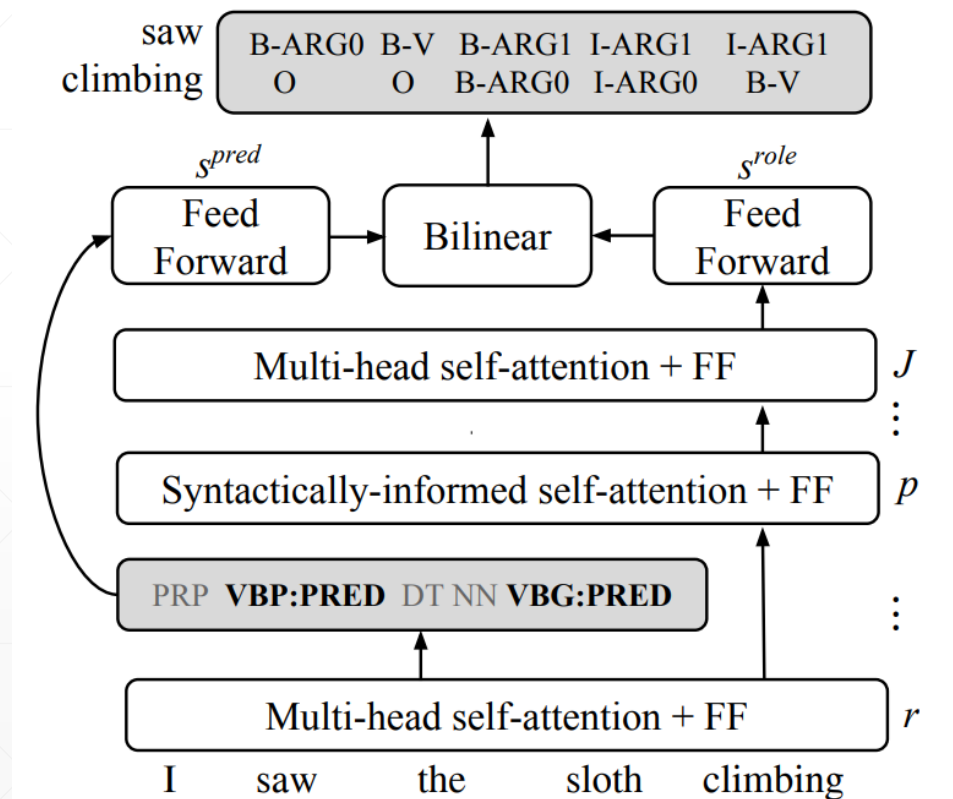 saw B-ARG0 B-V B-ARG1 I-ARG1 I-ARG1
climbing O O B-ARG0 I-ARG0 B-V
s^pred
s^role
Feed
Forward
Bilinear
Feed
Forward
Multi-head self-attention + FF J
⋮
Syntactically-informed self-attention + FF p
PRP VBP:PRED DT NN VBG:PRED
⋮
Multi-head self-attention + FF r
I saw the sloth climbing